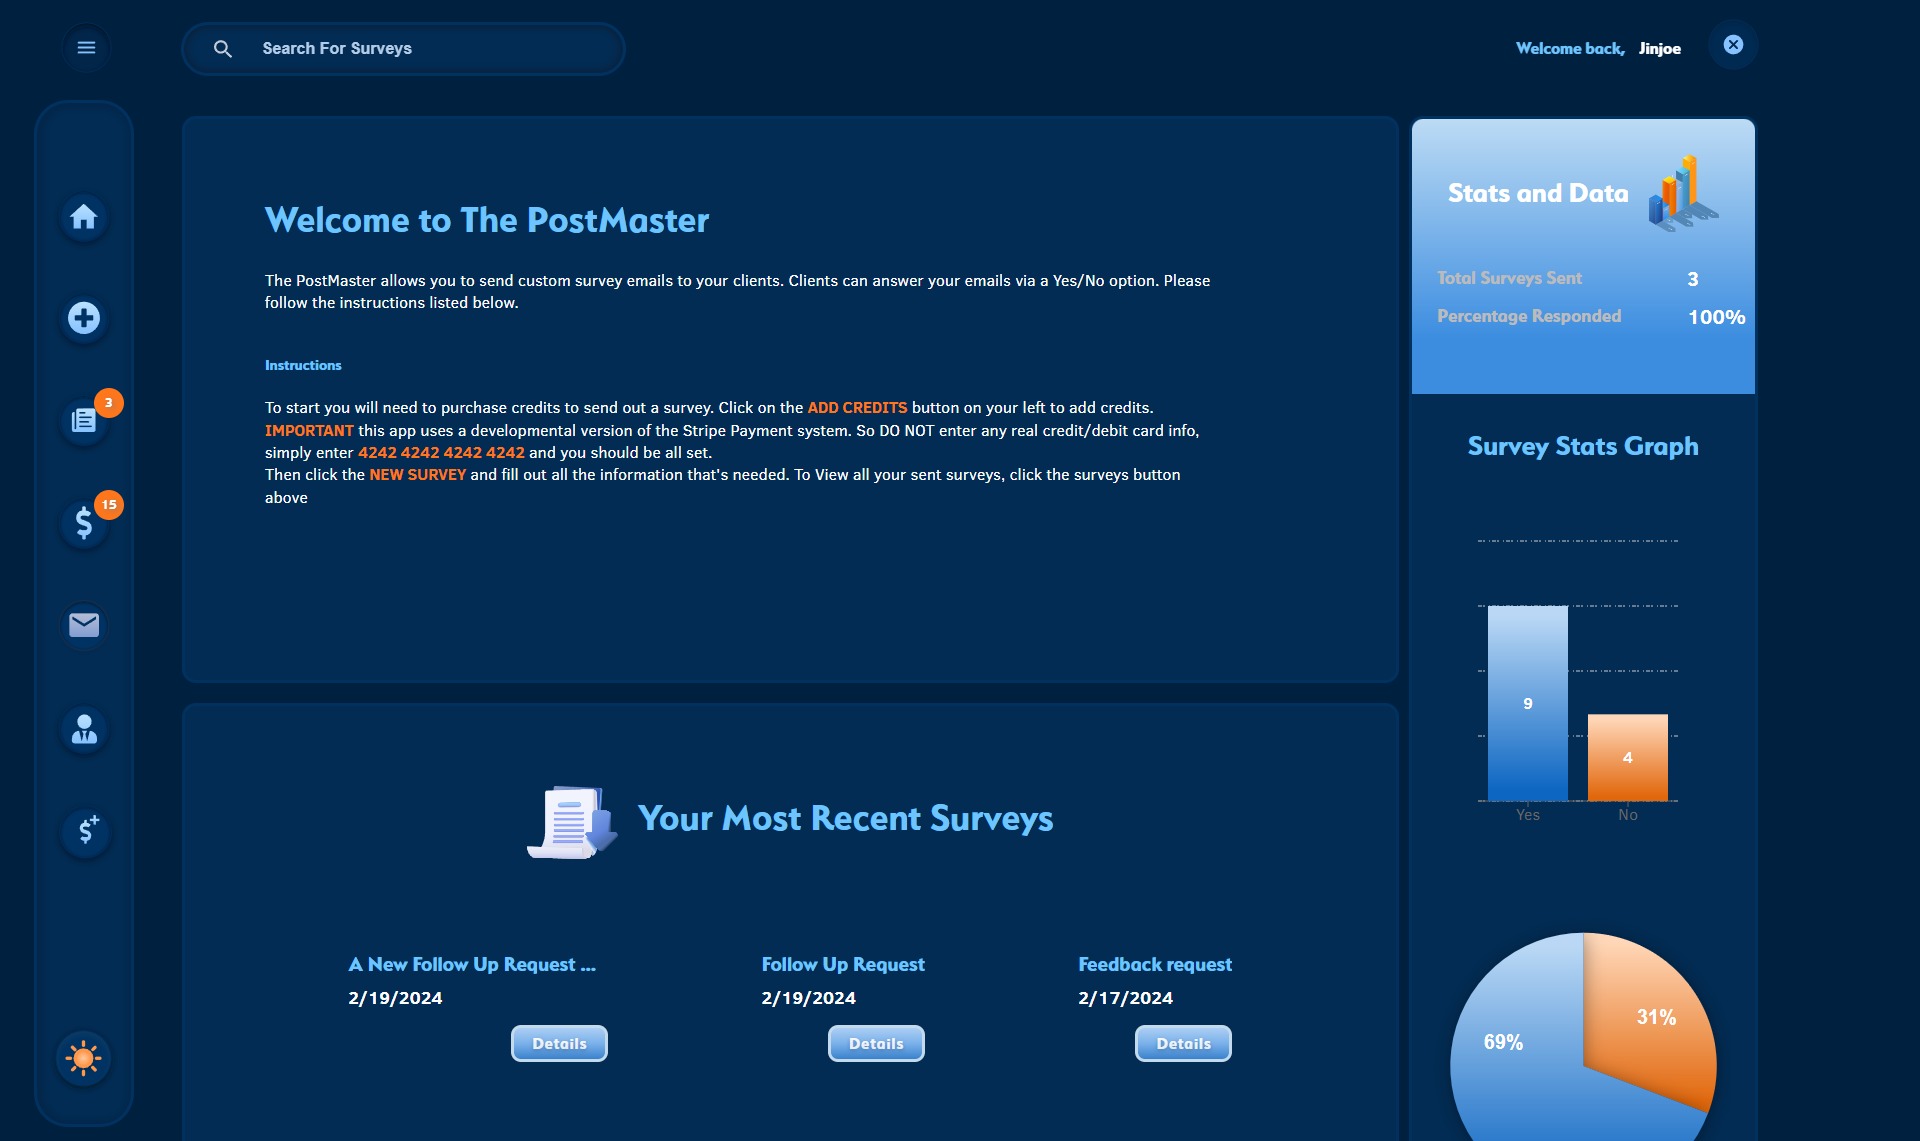 Search For Surveys
Welcome back, Jinjoe
3
15
Welcome to The PostMaster
The PostMaster allows you to send custom survey emails to your clients. Clients can answer your emails via a Yes/No option. Please
follow the instructions listed below.
Instructions
To start you will need to purchase credits to send out a survey. Click on the ADD CREDITS button on your left to add credits.
IMPORTANT this app uses a developmental version of the Stripe Payment system. So DO NOT enter any real credit/debit card info,
simply enter 4242 4242 4242 4242 and you should be all set.
Then click the NEW SURVEY and fill out all the information that's needed. To View all your sent surveys, click the surveys button
above
Your Most Recent Surveys
A New Follow Up Request ...
2/19/2024
Details
Follow Up Request
2/19/2024
Details
Feedback request
2/17/2024
Details
Stats and Data
Total Surveys Sent 3
Percentage Responded 100%
Survey Stats Graph
9
4
Yes No
31%
69%